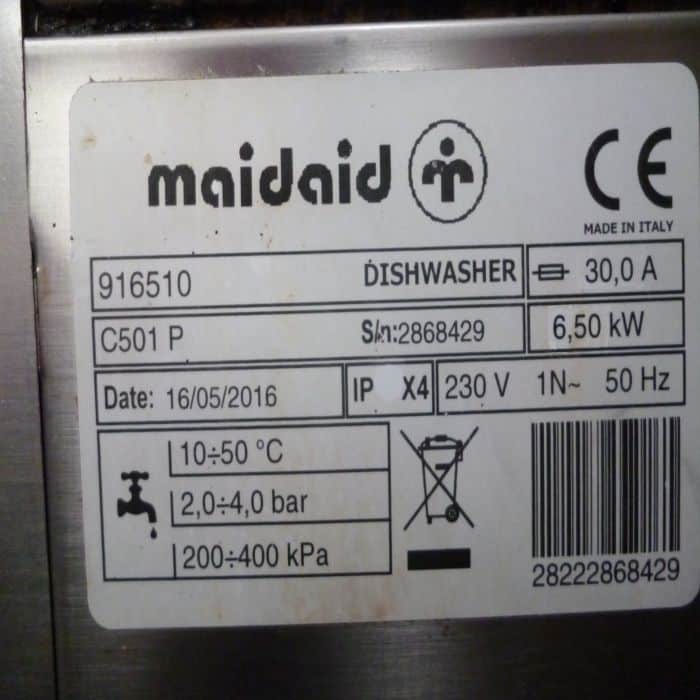 maidaid
CE
MADE IN ITALY
916510 DISHWASHER 30,0 A
C501 P S/n:2868429 6,50 kW
Date: 16/05/2016 IP X4 230 V 1N~ 50 Hz
10÷50 °C
2,0÷4,0 bar
200÷400 kPa
28222868429